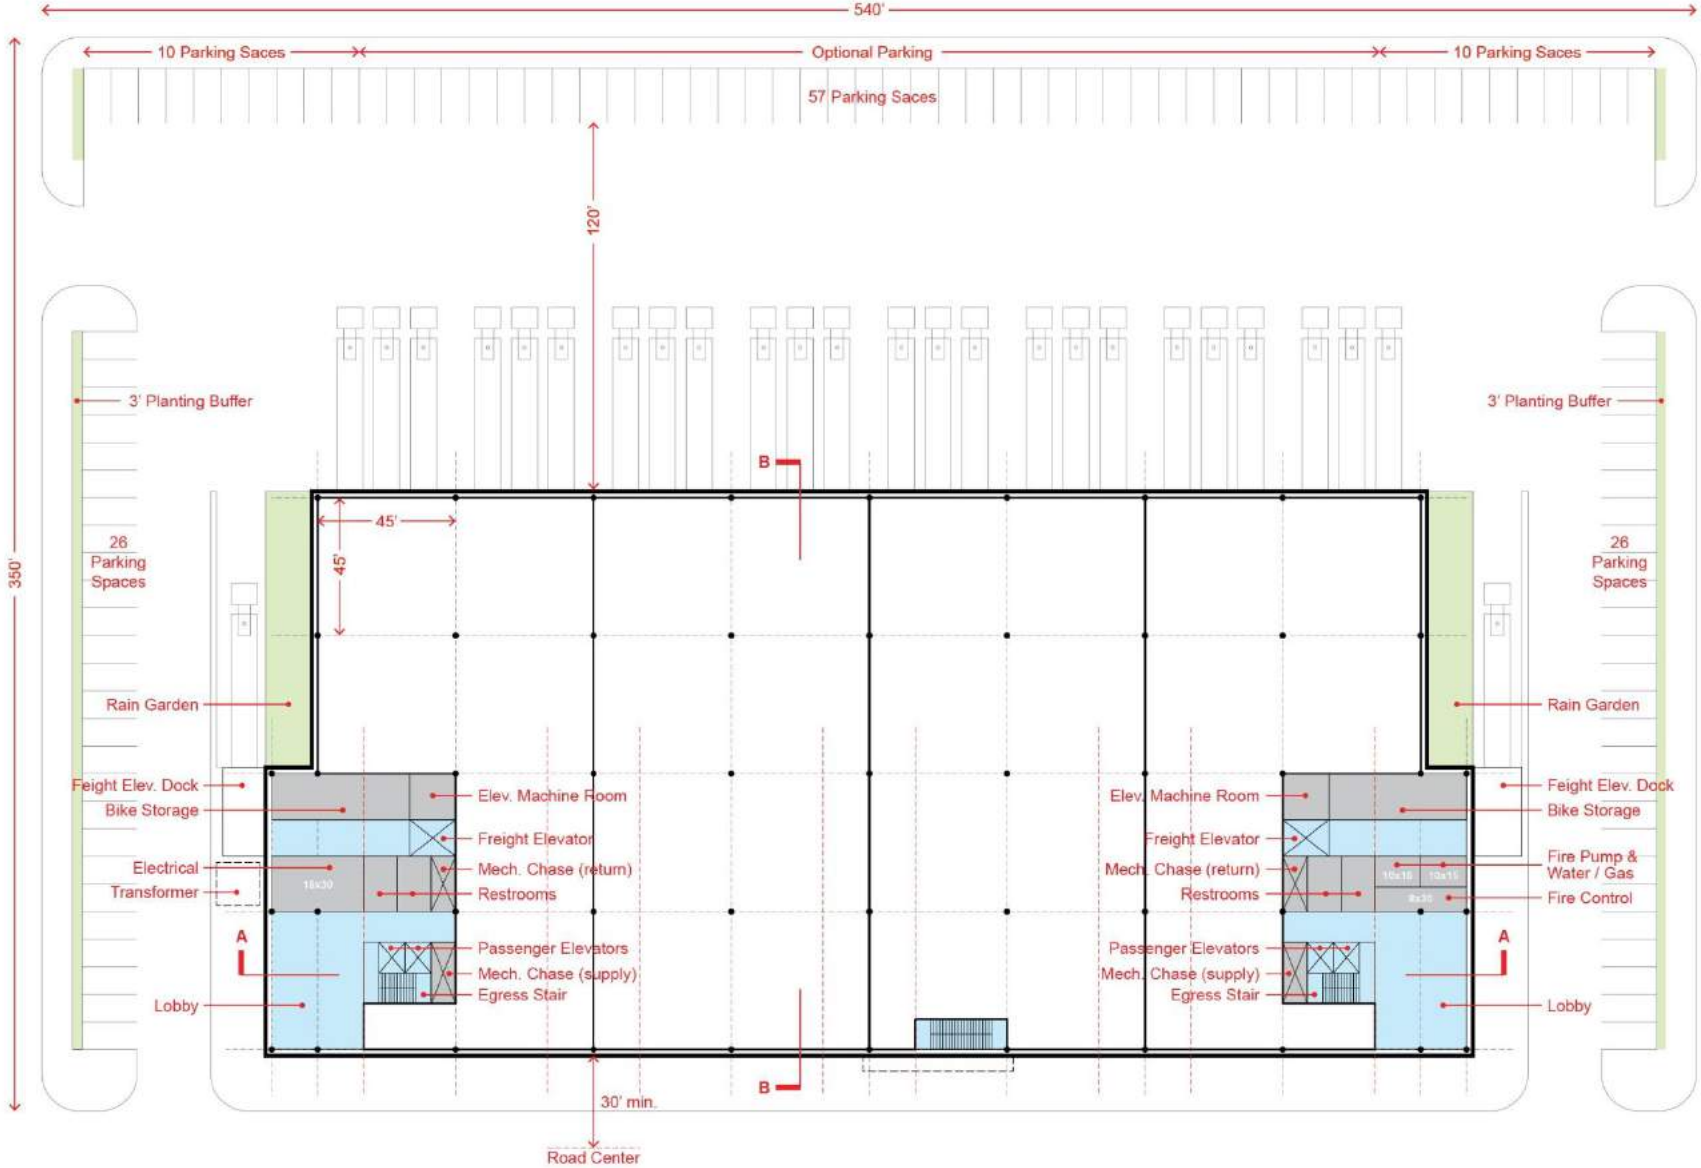 540'
10 Parking Saces
Optional Parking
10 Parking Saces
57 Parking Saces
120'
350'
3' Planting Buffer
3' Planting Buffer
B
45'
45'
26
Parking
Spaces
26
Parking
Spaces
Rain Garden
Rain Garden
Feight Elev. Dock
Elev. Machine Room
Elev. Machine Room
Feight Elev. Dock
Bike Storage
Bike Storage
Freight Elevator
Freight Elevator
Electrical
Mech. Chase (return)
Mech. Chase (return)
Fire Pump &
Water / Gas
Transformer
Restrooms
Restrooms
Fire Control
A
A
Passenger Elevators
Passenger Elevators
Mech. Chase (supply)
Mech. Chase (supply)
Egress Stair
Egress Stair
Lobby
Lobby
B
30' min.
Road Center